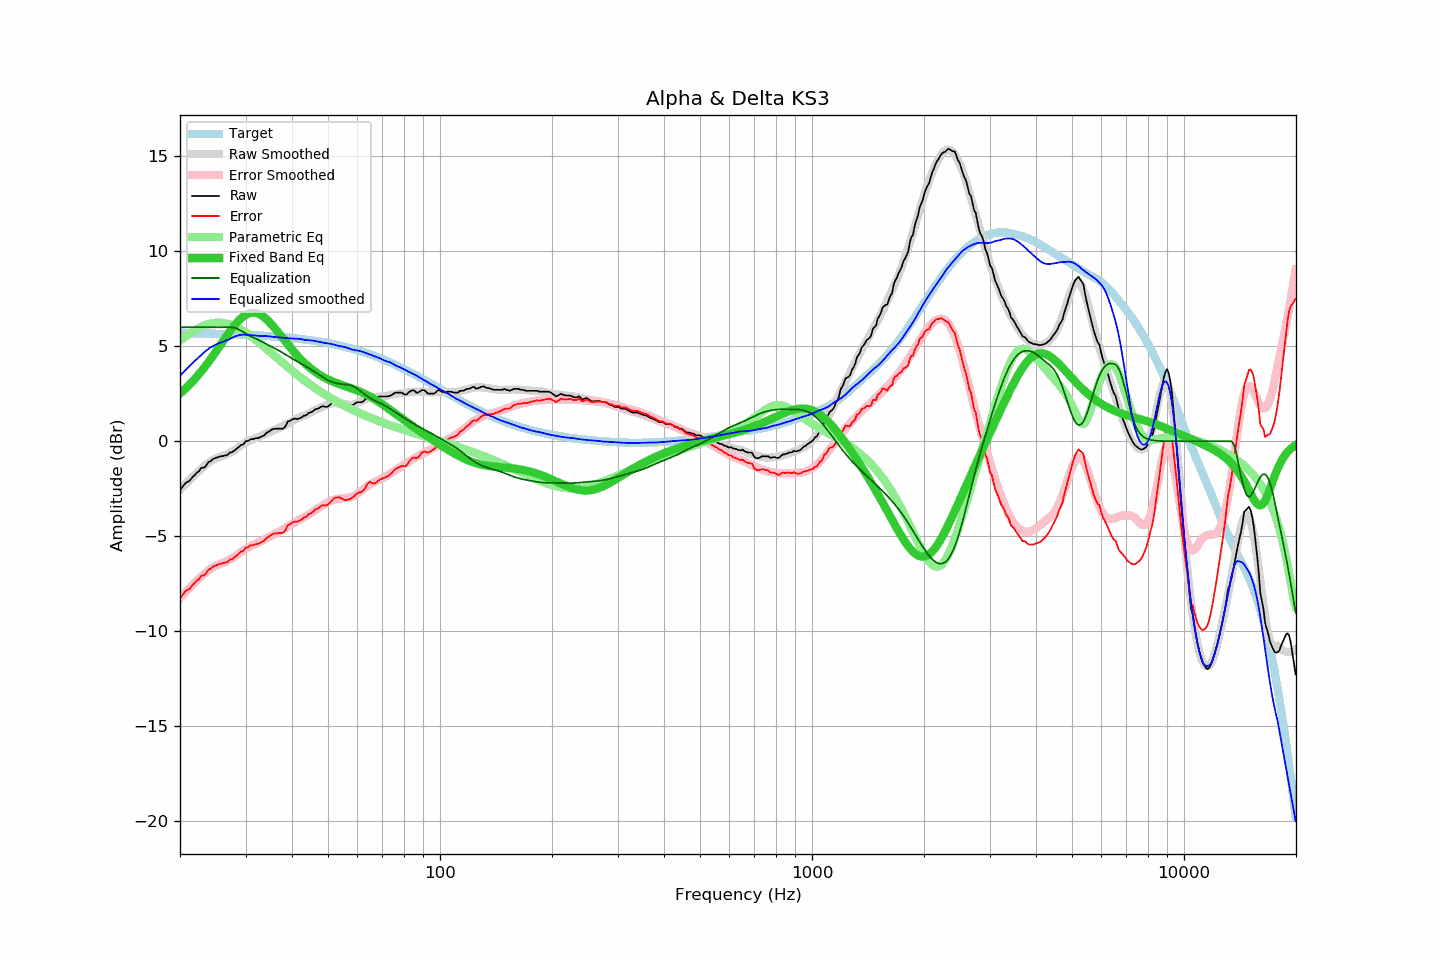 Alpha & Delta KS3
Target
Raw Smoothed
Error Smoothed
Raw
Error
Parametric Eq
Fixed Band Eq
Equalization
Equalized smoothed
15
10
5
0
−5
−10
−15
−20
Amplitude (dBr)
100
1000
10000
Frequency (Hz)